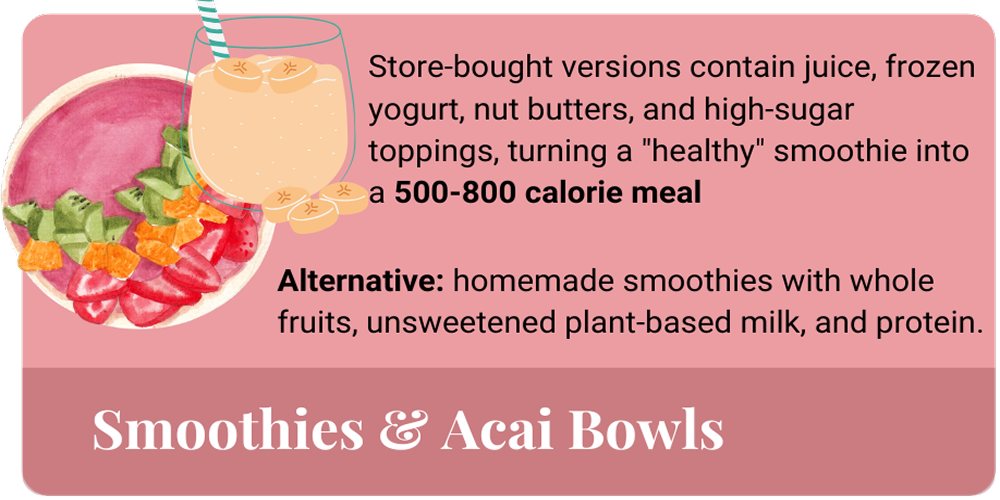 Store-bought versions contain juice, frozen
yogurt, nut butters, and high-sugar
toppings, turning a "healthy" smoothie into
a 500-800 calorie meal
Alternative: homemade smoothies with whole
fruits, unsweetened plant-based milk, and protein.
Smoothies & Acai Bowls